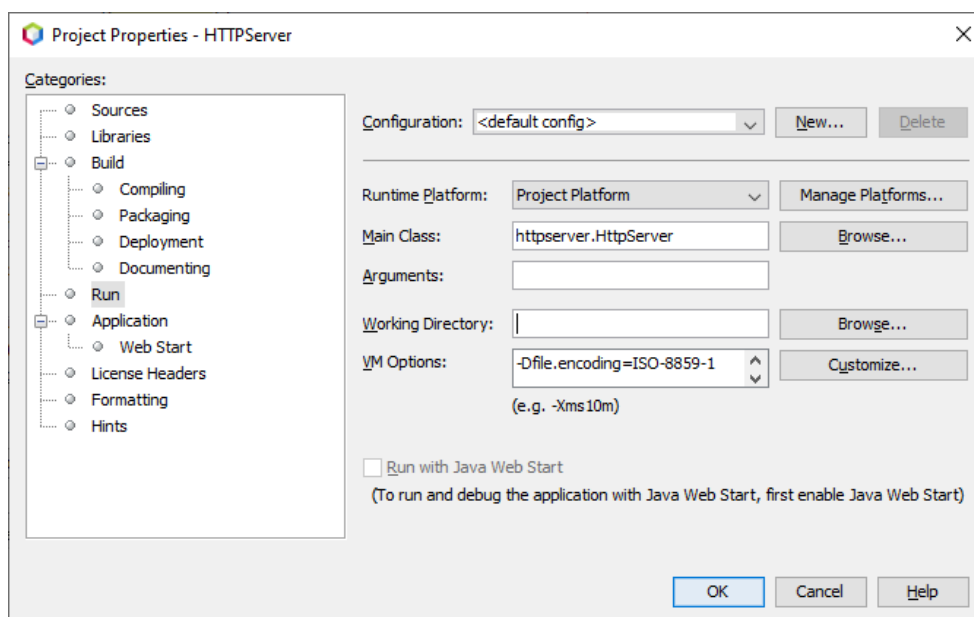 Project Properties - HTTPServer
Categories:
Sources
Libraries
Build
Compiling
Packaging
Deployment
Documenting
Run
Application
Web Start
License Headers
Formatting
Hints
Configuration: <default config> New... Delete
Runtime Platform: Project Platform Manage Platforms...
Main Class: httpserver.HttpServer Browse...
Arguments:
Working Directory: Browse...
VM Options: -Dfile.encoding=ISO-8859-1 Customize...
(e.g. -Xms10m)
Run with Java Web Start
(To run and debug the application with Java Web Start, first enable Java Web Start)
OK Cancel Help